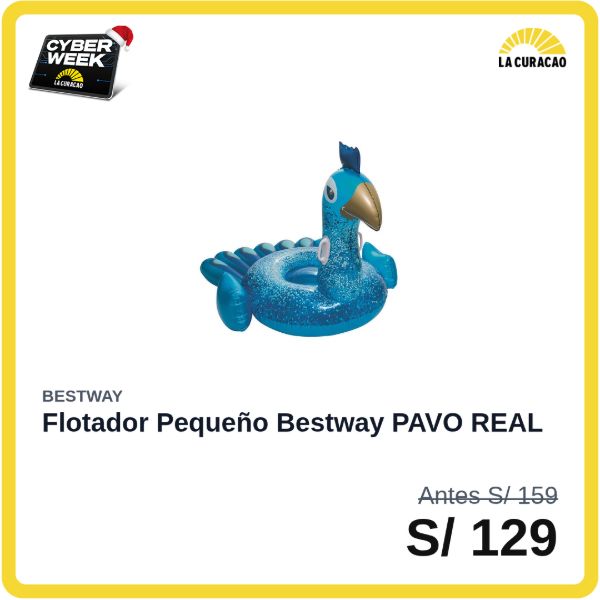 CYBER
WEEK
LA CURACAO
LA CURACAO
BESTWAY
Flotador Pequeño Bestway PAVO REAL
Antes S/ 159
S/ 129